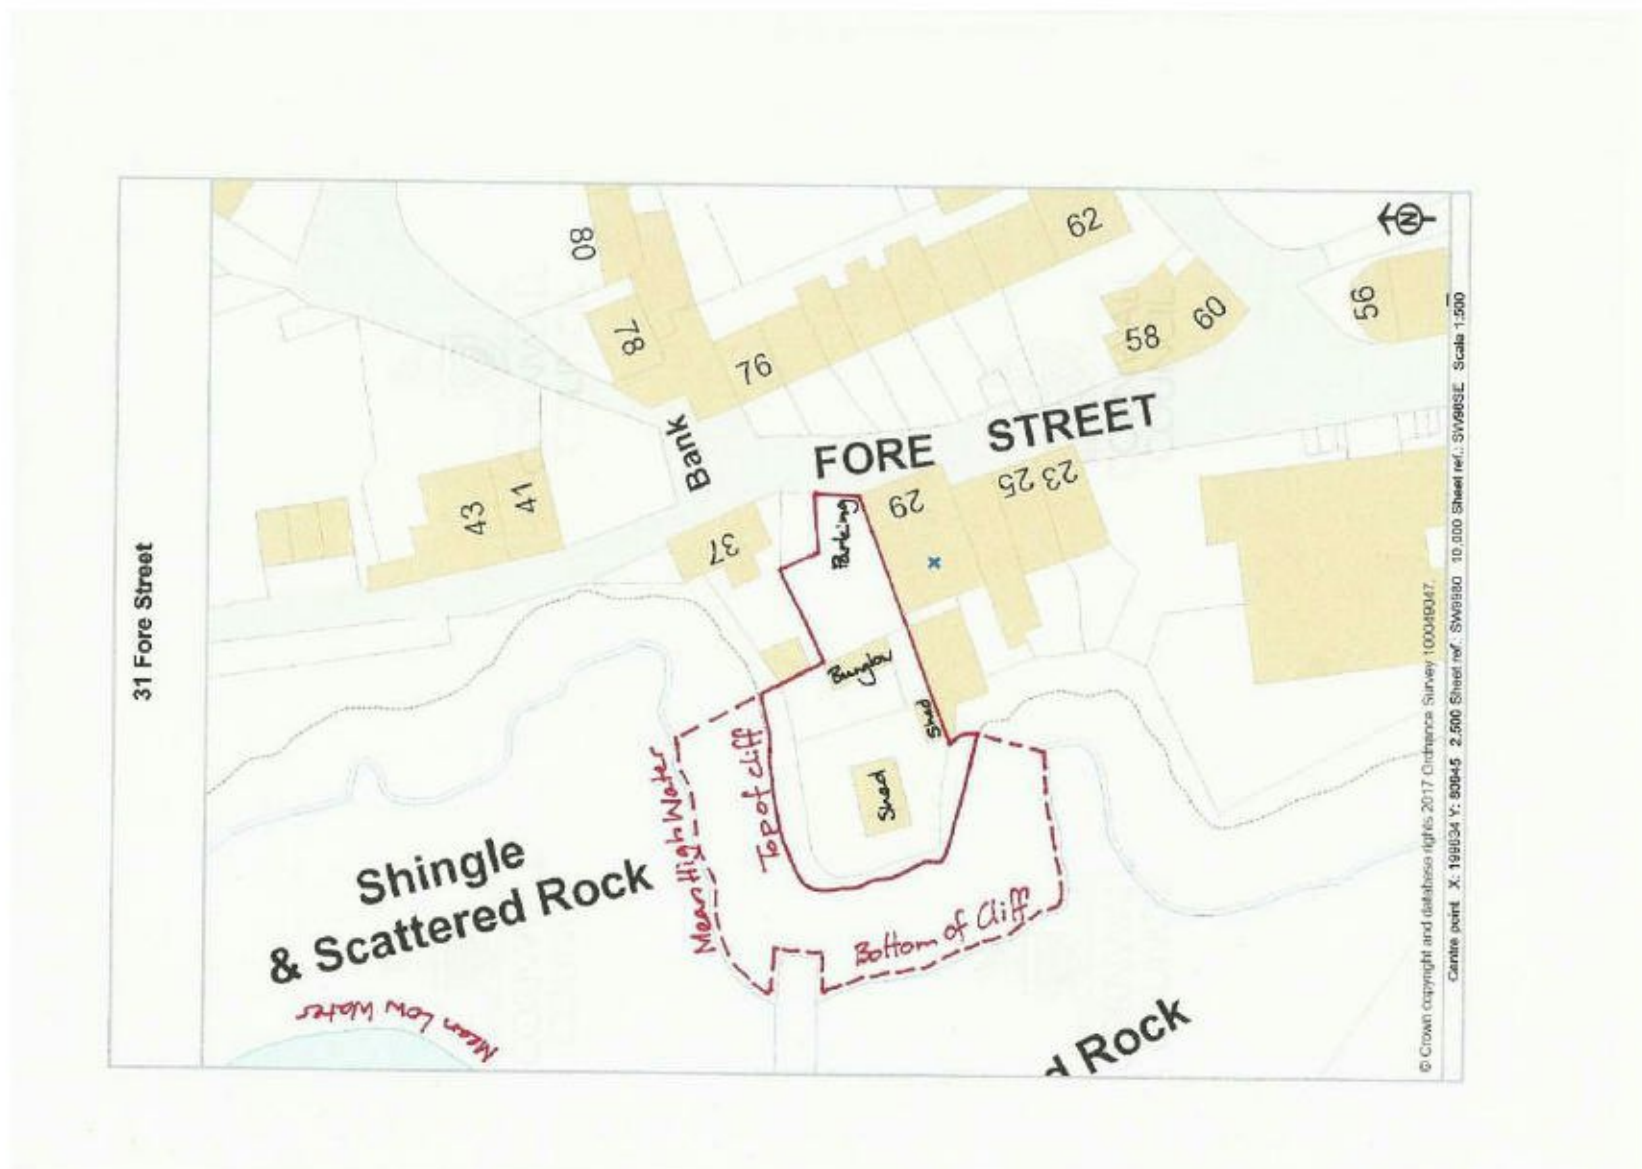 31 Fore Street
80
62
78
76
58
60
56
Bank
FORE STREET
43
41
37
29
25
23
Parking
Bunglow
Shed
Shed
Top of Cliff
Mean High Water
Bottom of Cliff
Mean Low Water
Shingle
& Scattered Rock
d Rock
N
© Crown copyright and database rights 2017 Ordnance Survey 100049047.
Centre point X: 199634 Y: 80645 2,500 Sheet ref.: SW9980 10,000 Sheet ref.: SW98SE Scale 1:500